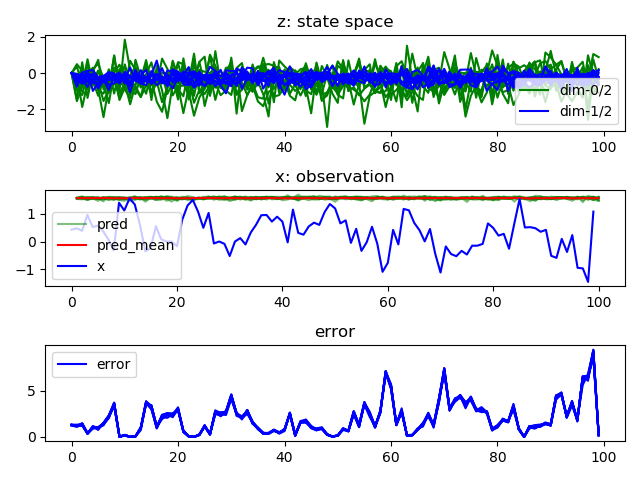 z: state space
2
0
−2
dim-0/2
dim-1/2
0 20 40 60 80 100
x: observation
1
0
−1
pred
pred_mean
x
0 20 40 60 80 100
error
5
0
error
0 20 40 60 80 100